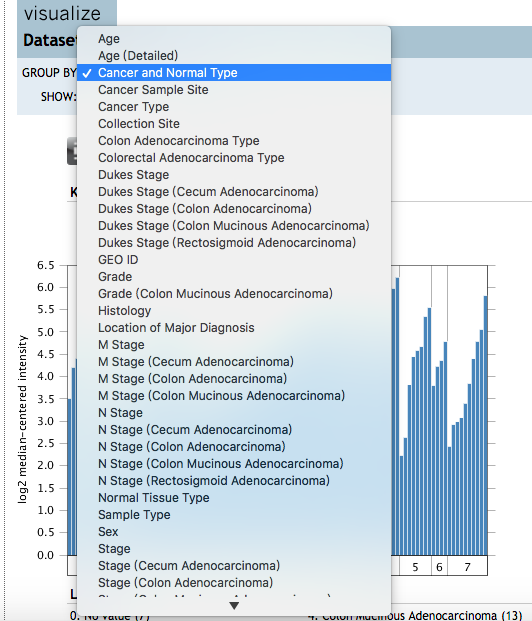 visualize
Datase
GROUP BY
✓ Cancer and Normal Type
SHOW:
Age
Age (Detailed)
Cancer Sample Site
Cancer Type
Collection Site
Colon Adenocarcinoma Type
Colorectal Adenocarcinoma Type
Dukes Stage
Dukes Stage (Cecum Adenocarcinoma)
Dukes Stage (Colon Adenocarcinoma)
Dukes Stage (Colon Mucinous Adenocarcinoma)
Dukes Stage (Rectosigmoid Adenocarcinoma)
GEO ID
Grade
Grade (Colon Mucinous Adenocarcinoma)
Histology
Location of Major Diagnosis
M Stage
M Stage (Cecum Adenocarcinoma)
M Stage (Colon Adenocarcinoma)
M Stage (Colon Mucinous Adenocarcinoma)
N Stage
N Stage (Cecum Adenocarcinoma)
N Stage (Colon Adenocarcinoma)
N Stage (Colon Mucinous Adenocarcinoma)
N Stage (Rectosigmoid Adenocarcinoma)
Normal Tissue Type
Sample Type
Sex
Stage
Stage (Cecum Adenocarcinoma)
Stage (Colon Adenocarcinoma)
K
log2 median-centered intensity
6.5
6.0
5.5
5.0
4.5
4.0
3.5
3.0
2.5
2.0
1.5
1.0
0.5
0.0
5 6 7
L
0. No value (7)
4. Colon Mucinous Adenocarcinoma (13)